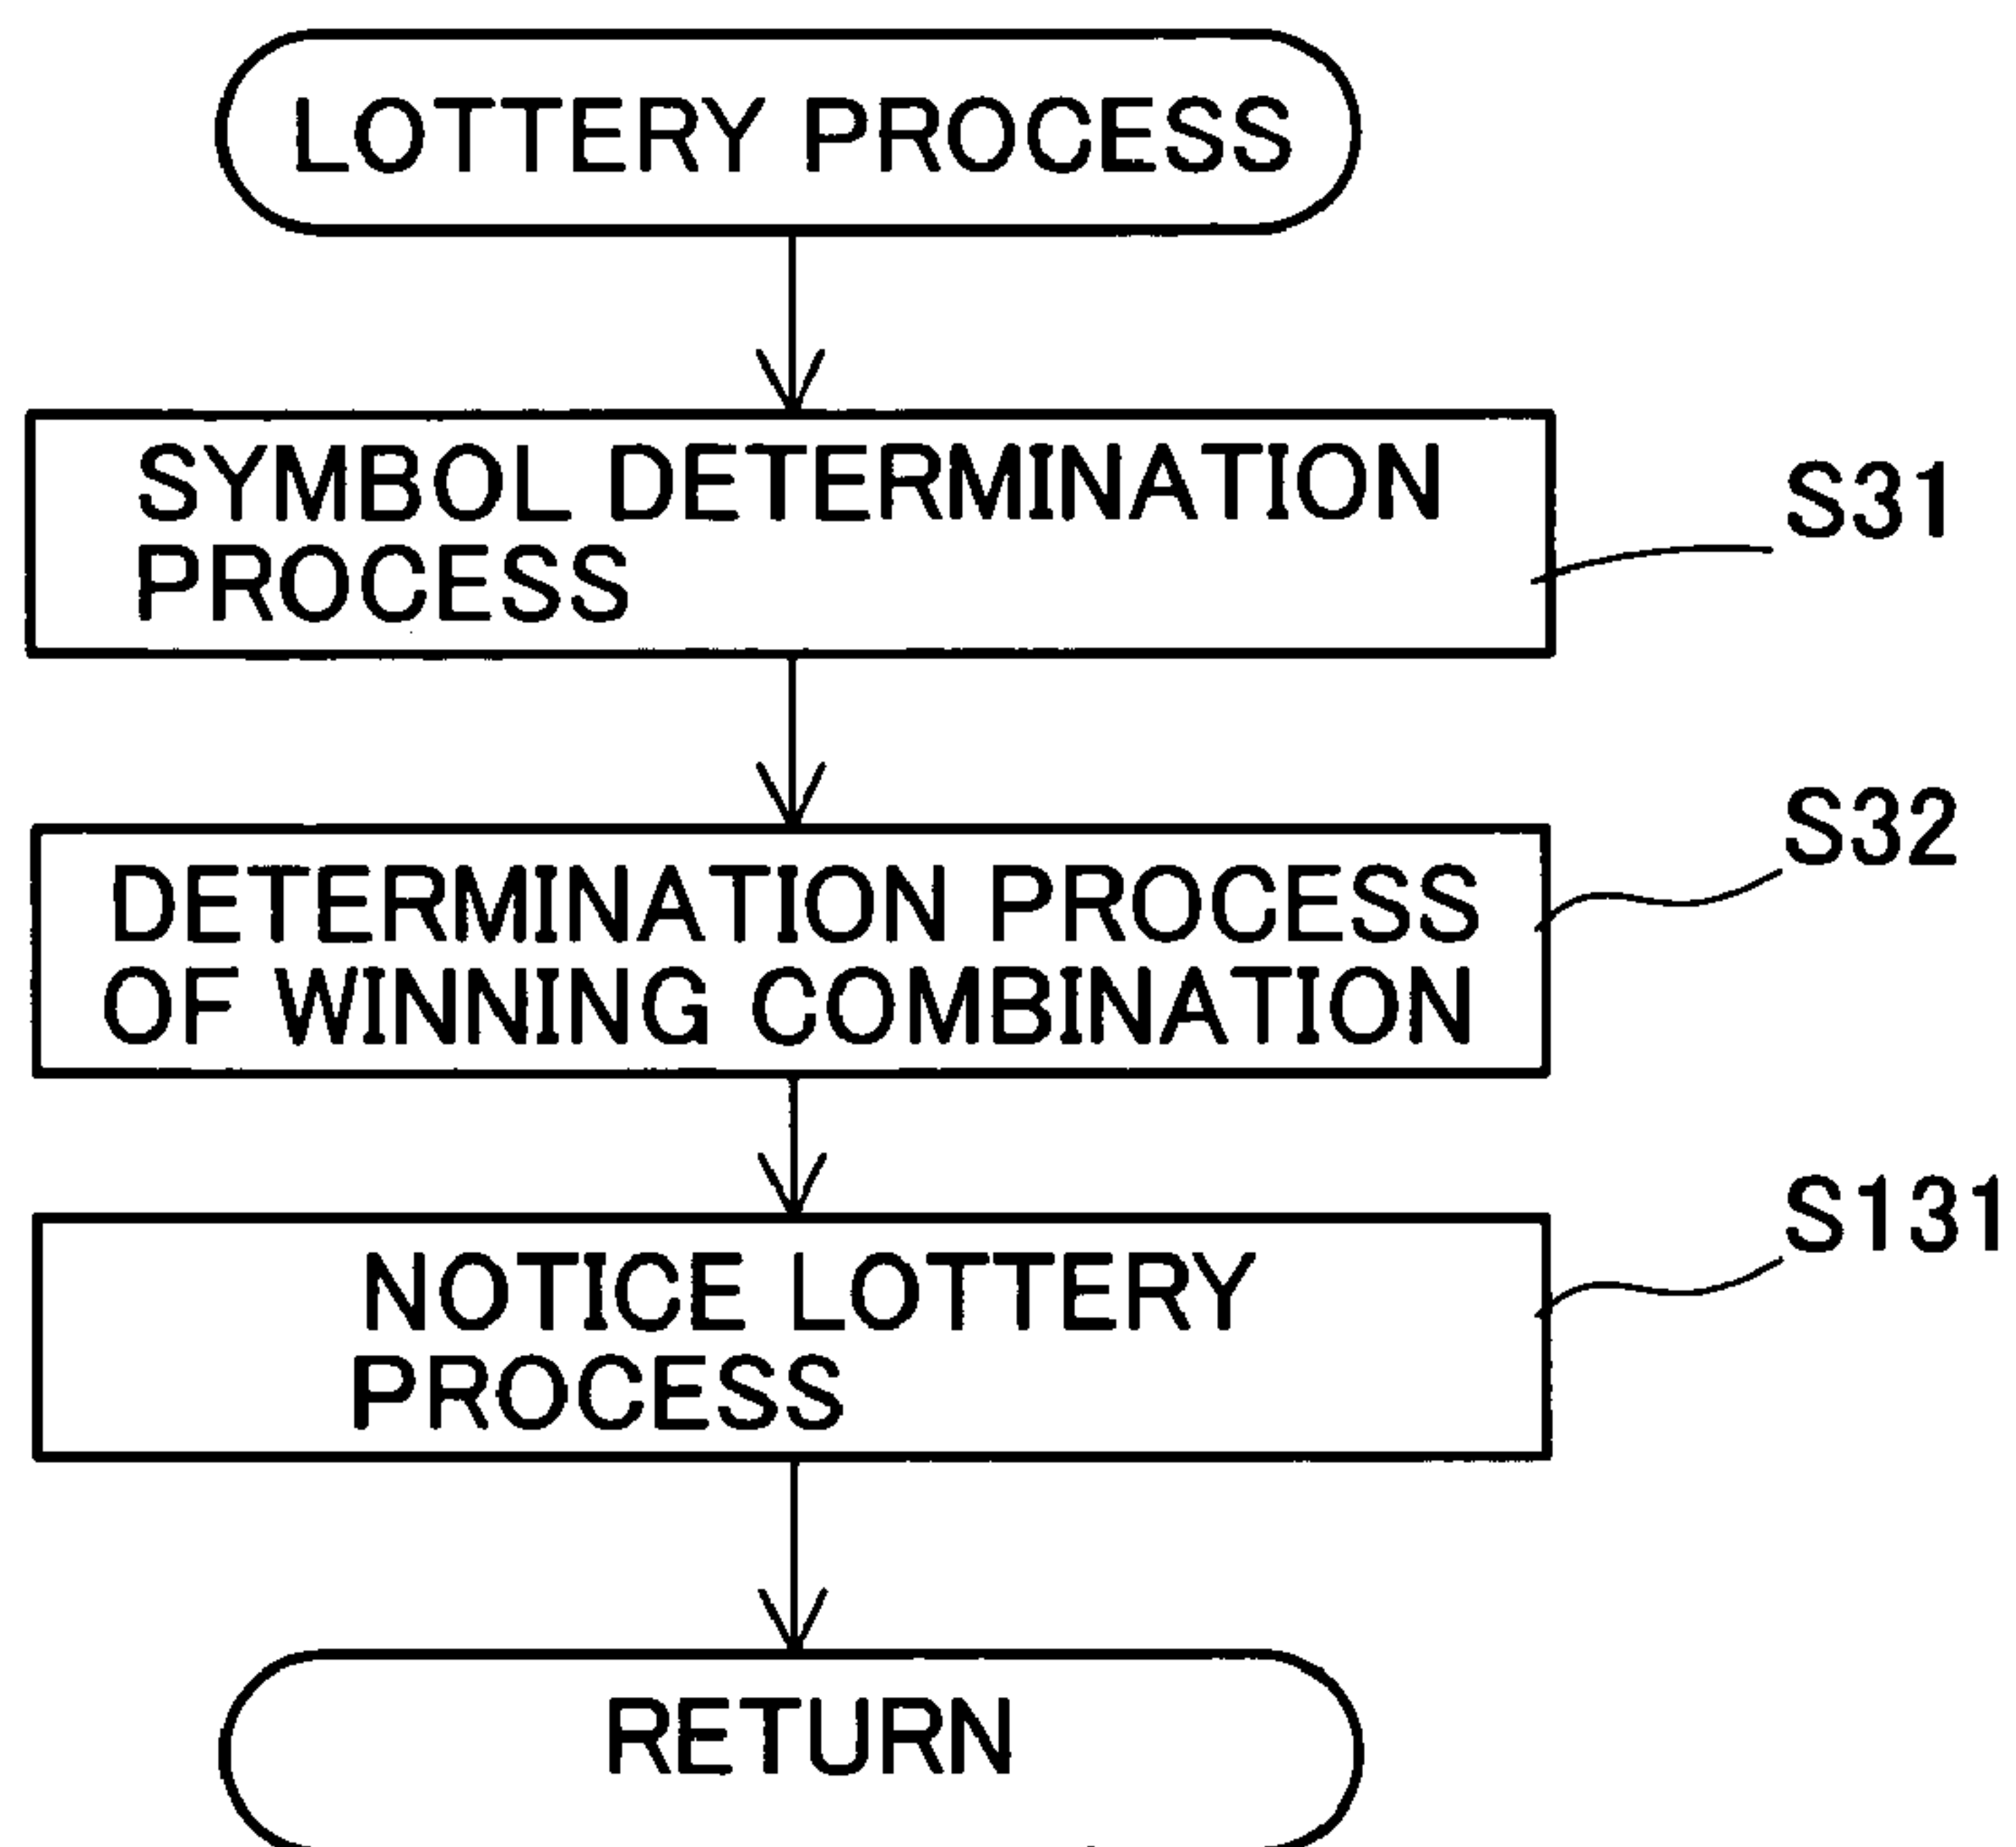 LOTTERY PROCESS
SYMBOL DETERMINATION
PROCESS
S31
DETERMINATION PROCESS
OF WINNING COMBINATION
S32
NOTICE LOTTERY
PROCESS
S131
RETURN